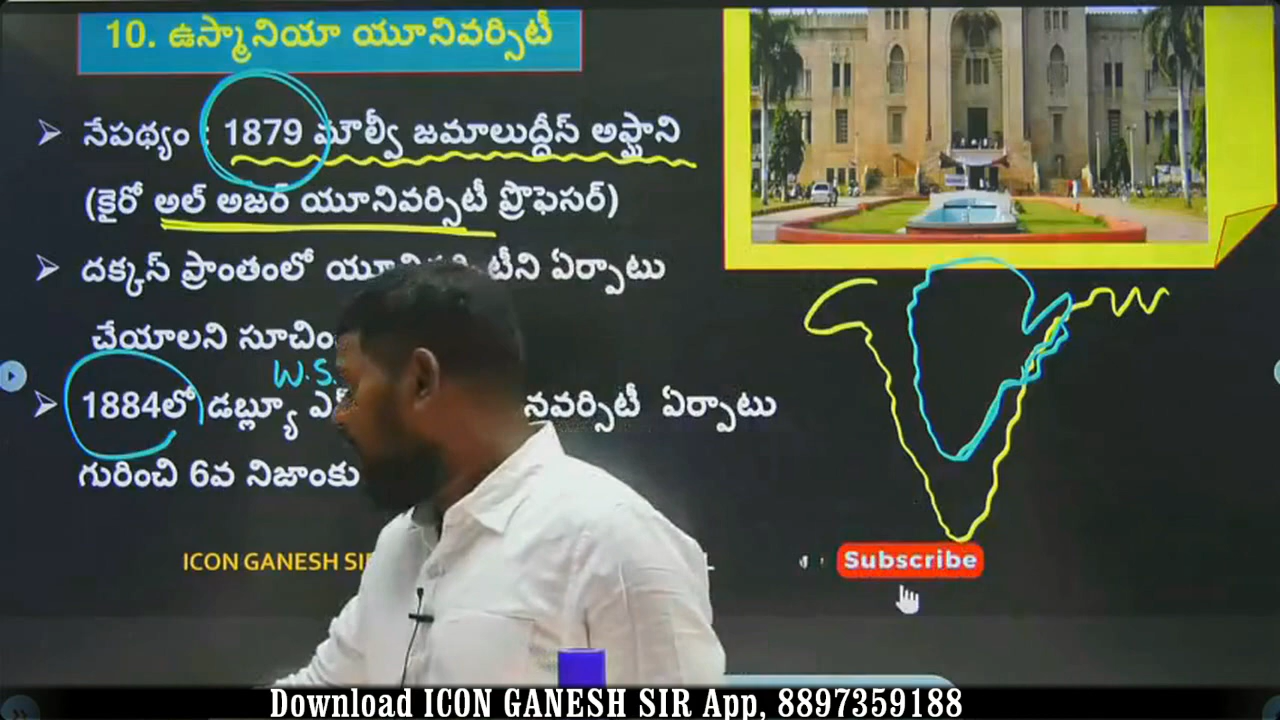 10. ఉస్మానియా యూనివర్సిటీ
నేపథ్యం : 1879 మౌల్వీ జమాలుద్దీస్ అఫ్ఘాని
(కైరో అల్ అజర్ యూనివర్సిటీ ప్రొఫెసర్)
దక్కన్ ప్రాంతంలో టీని ఏర్పాటు
చేయాలని
W.S.
1884లో డబ్ల్యూ నవర్సిటీ ఏర్పాటు
గురించి 6వ నిజాంకు
ICON GANESH
Subscribe
Download ICON GANESH SIR App, 8897359188